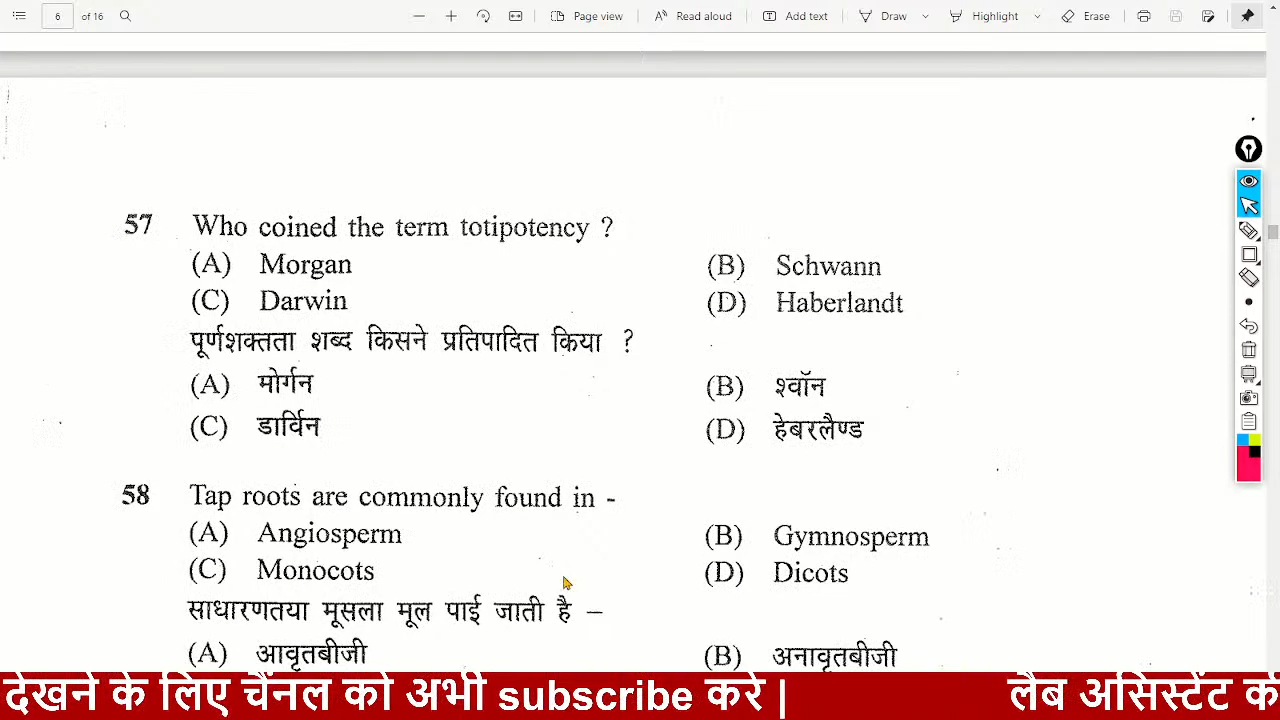 6 of 16 Page view Read aloud Add text Draw Highlight Erase
57 Who coined the term totipotency ?
(A) Morgan (B) Schwann
(C) Darwin (D) Haberlandt
पूर्णशक्तता शब्द किसने प्रतिपादित किया ?
(A) मोर्गन (B) श्वॉन
(C) डार्विन (D) हेबरलैण्ड
58 Tap roots are commonly found in -
(A) Angiosperm (B) Gymnosperm
(C) Monocots (D) Dicots
साधारणतया मूसला मूल पाई जाती है –
(A) आवृतबीजी (B) अनावृतबीजी
देखने के लिए चैंनल को अभी subscribe करे | लैब असिस्टेंट की